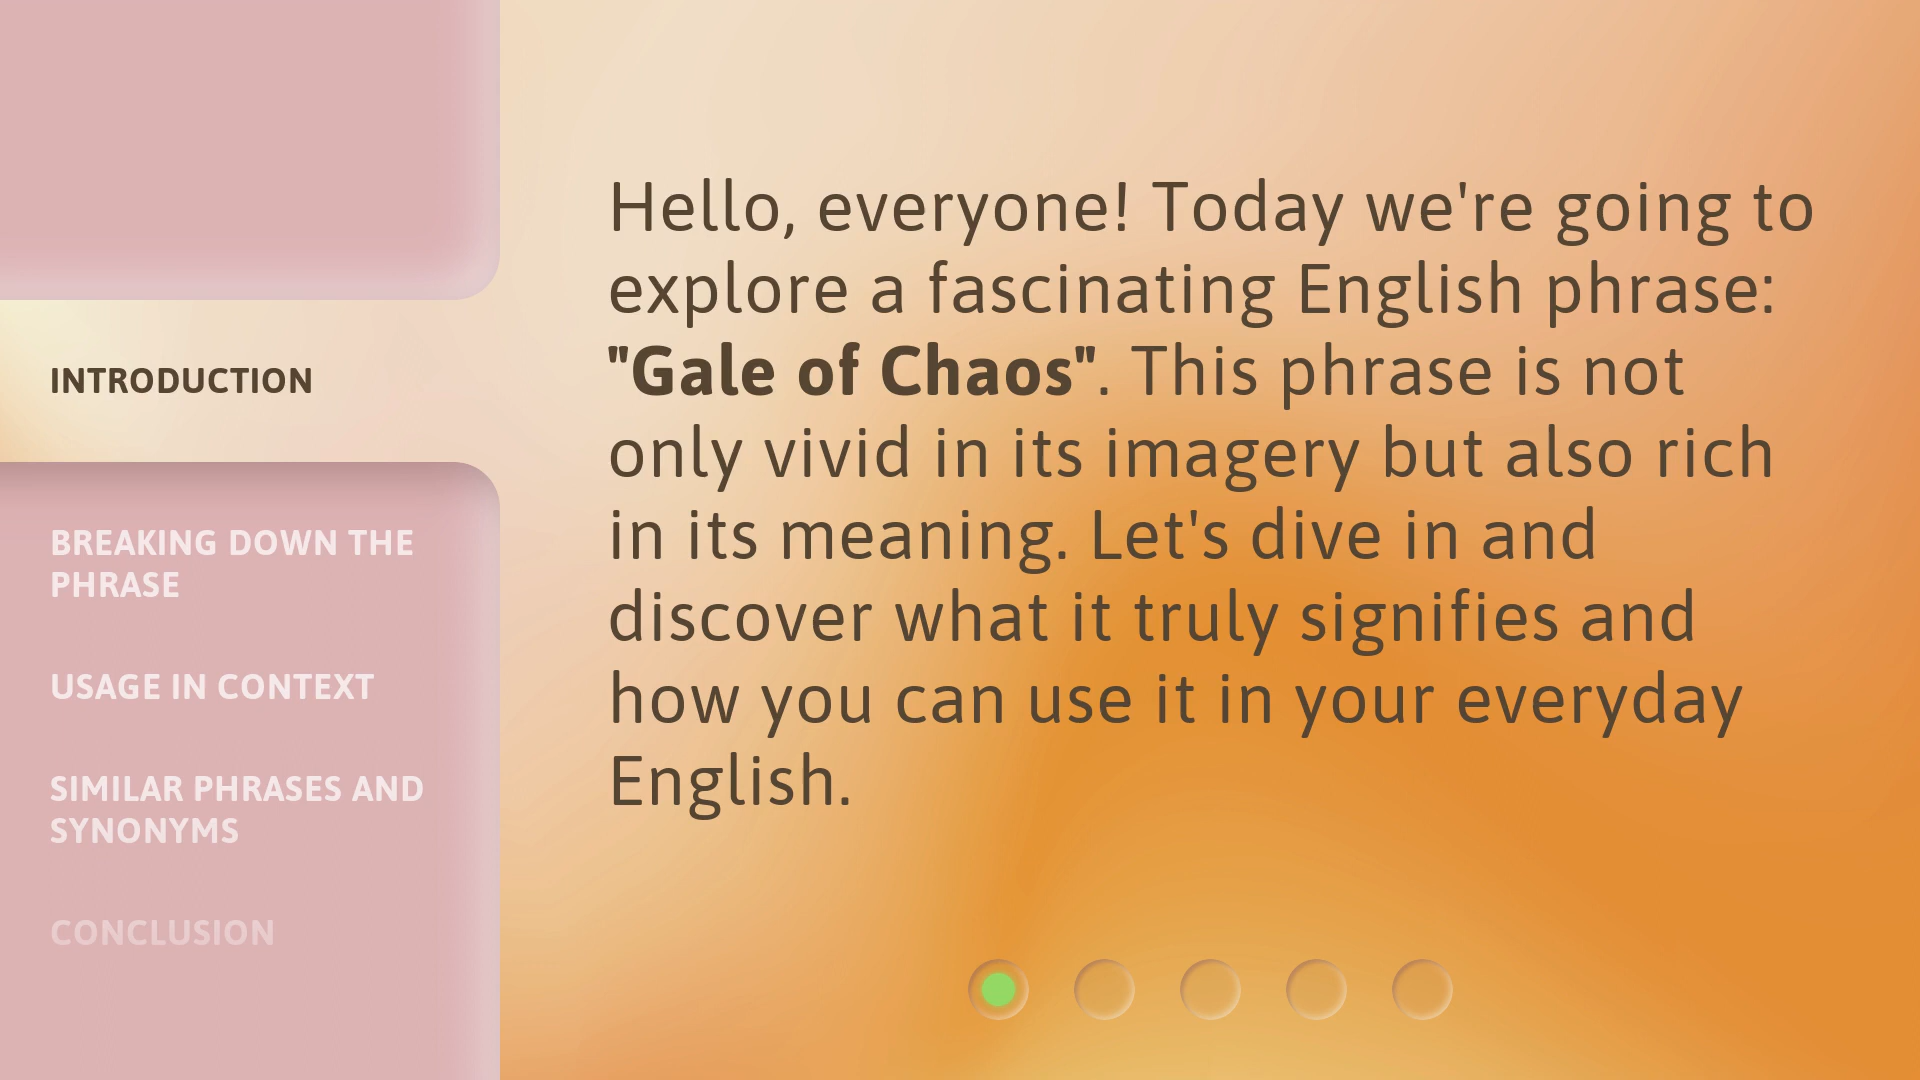 INTRODUCTION
BREAKING DOWN THE
PHRASE
USAGE IN CONTEXT
SIMILAR PHRASES AND
SYNONYMS
CONCLUSION
Hello, everyone! Today we're going to
explore a fascinating English phrase:
"Gale of Chaos". This phrase is not
only vivid in its imagery but also rich
in its meaning. Let's dive in and
discover what it truly signifies and
how you can use it in your everyday
English.